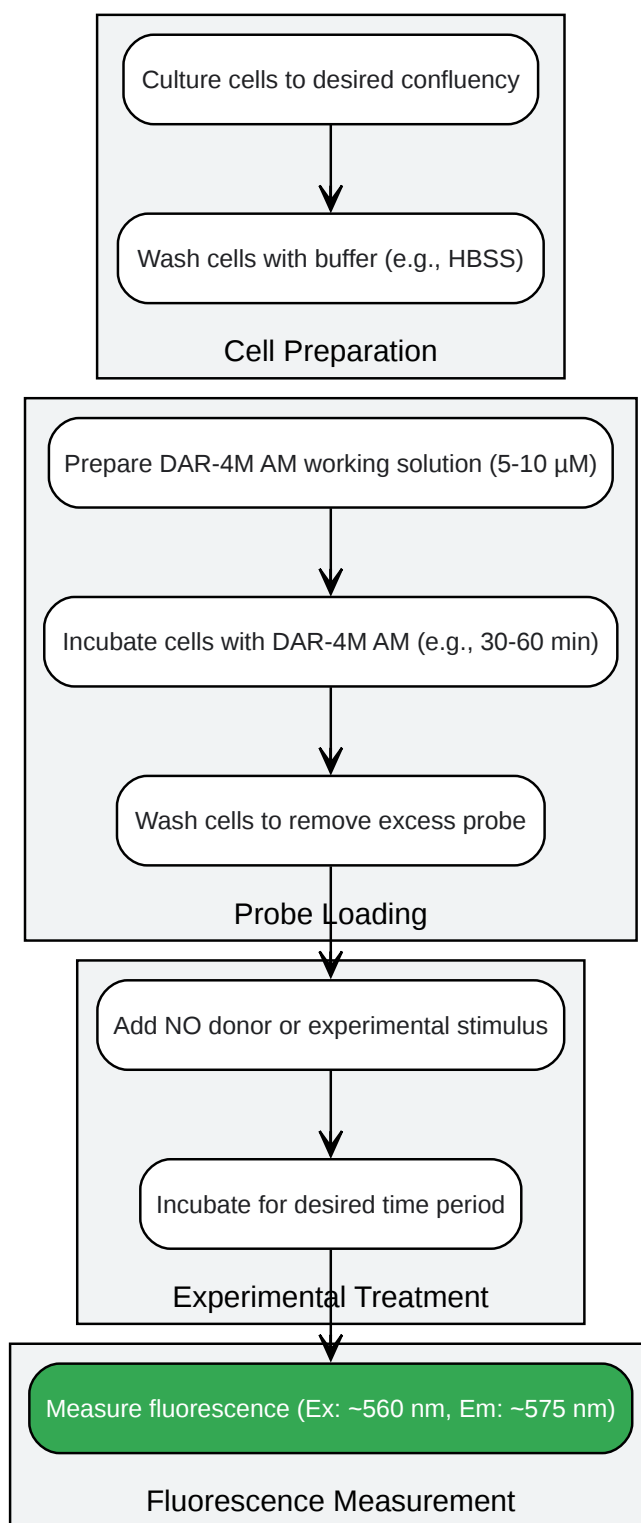 Culture cells to desired confluency
Wash cells with buffer (e.g., HBSS)
Cell Preparation
Prepare DAR-4M AM working solution (5-10 µM)
Incubate cells with DAR-4M AM (e.g., 30-60 min)
Wash cells to remove excess probe
Probe Loading
Add NO donor or experimental stimulus
Incubate for desired time period
Experimental Treatment
Measure fluorescence (Ex: ~560 nm, Em: ~575 nm)
Fluorescence Measurement